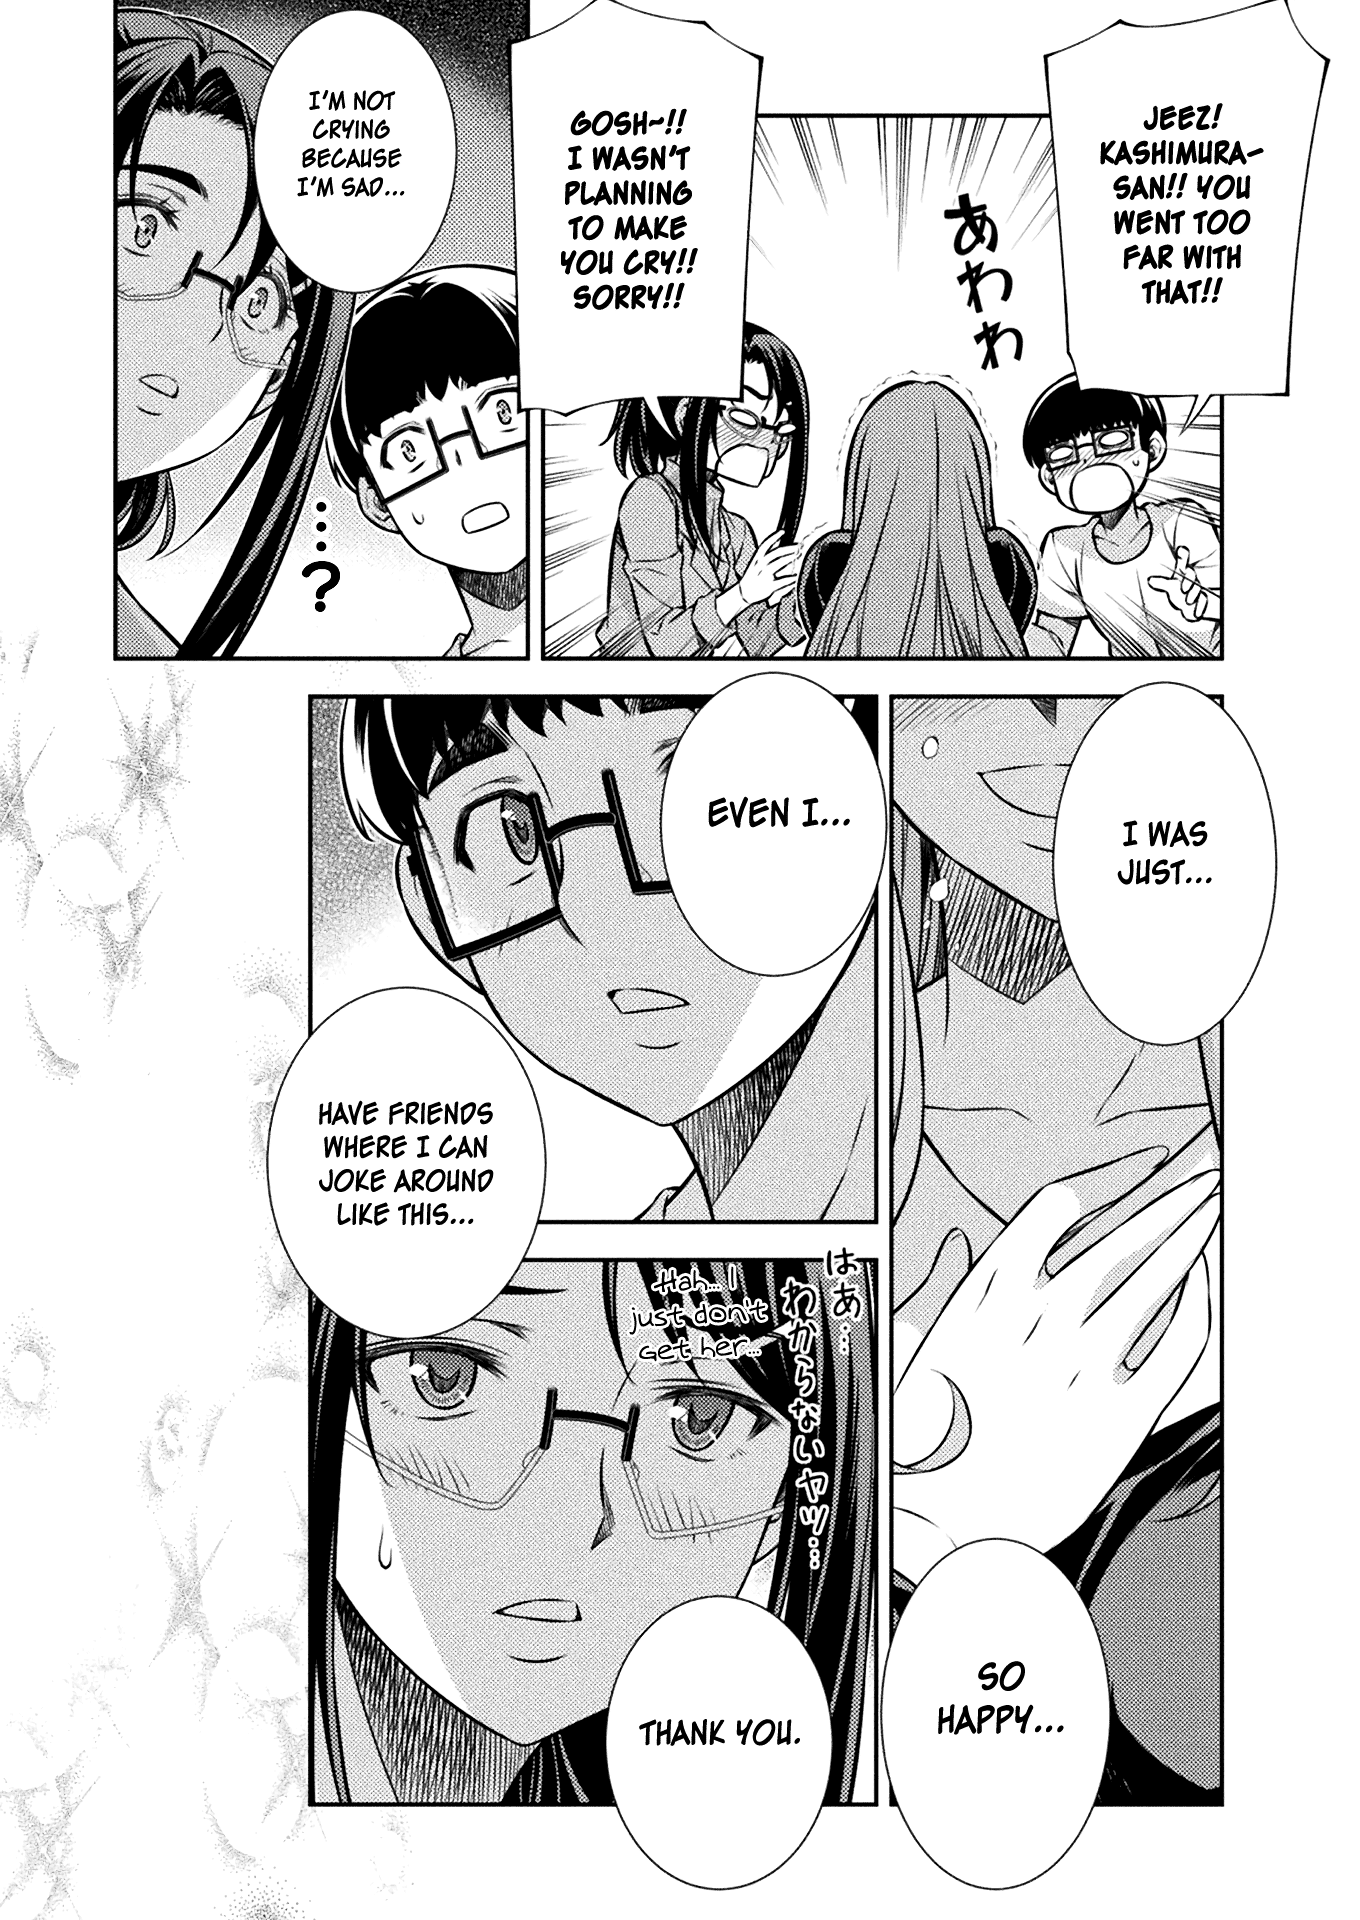 JEEZ!
KASHIMURA-
SAN!! YOU
WENT TOO
FAR WITH
THAT!!
あわわ
GOSH~!!
I WASN'T
PLANNING
TO MAKE
YOU CRY!!
SORRY!!
I'M NOT
CRYING
BECAUSE
I'M SAD...
...?
I WAS
JUST...
SO
HAPPY...
EVEN I...
HAVE FRIENDS
WHERE I CAN
JOKE AROUND
LIKE THIS...
はぁ…
わからないヤツ…
Hah... I
just don't
get her...
THANK YOU.